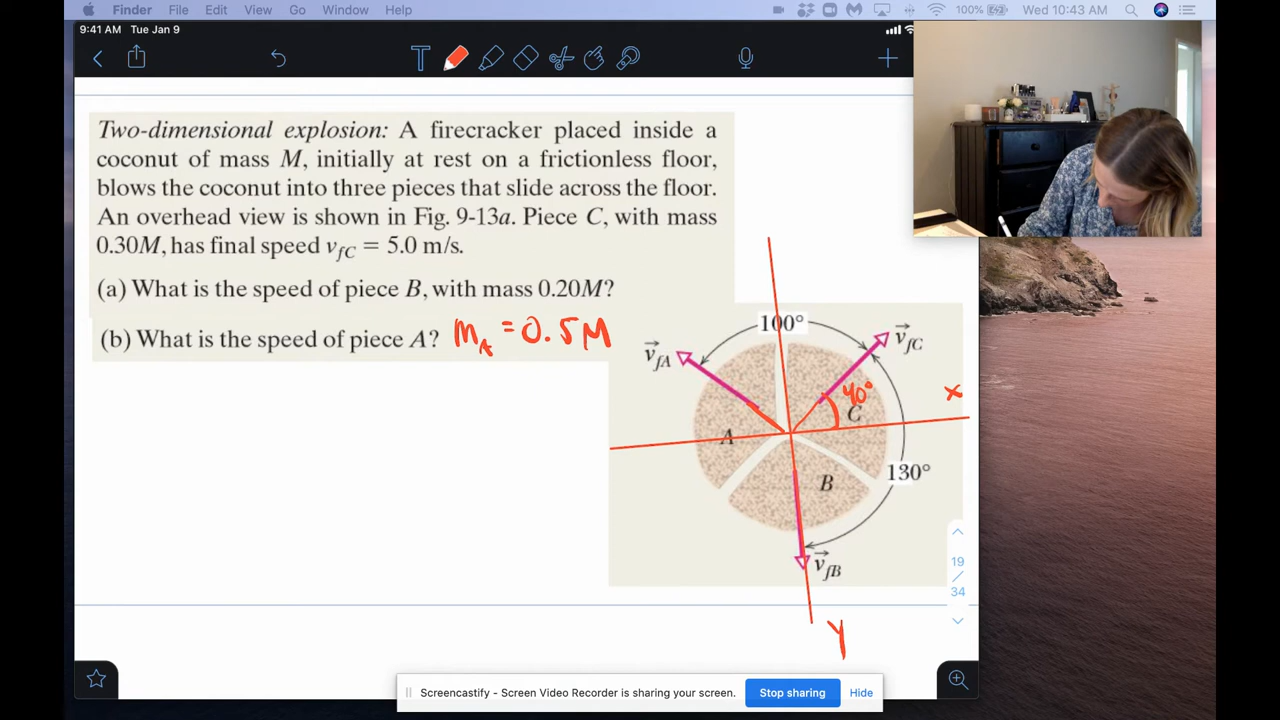 Finder File Edit View Go Window Help
100% Wed 10:43 AM
9:41 AM Tue Jan 9
T
Two-dimensional explosion: A firecracker placed inside a
coconut of mass M, initially at rest on a frictionless floor,
blows the coconut into three pieces that slide across the floor.
An overhead view is shown in Fig. 9-13a. Piece C, with mass
0.30M, has final speed v_fC = 5.0 m/s.
(a) What is the speed of piece B, with mass 0.20M?
(b) What is the speed of piece A? m_A = 0.5M
100°
v_fA
v_fC
40°
x
C
A
130°
B
v_fB
19
/
34
y
Screencastify - Screen Video Recorder is sharing your screen. Stop sharing Hide